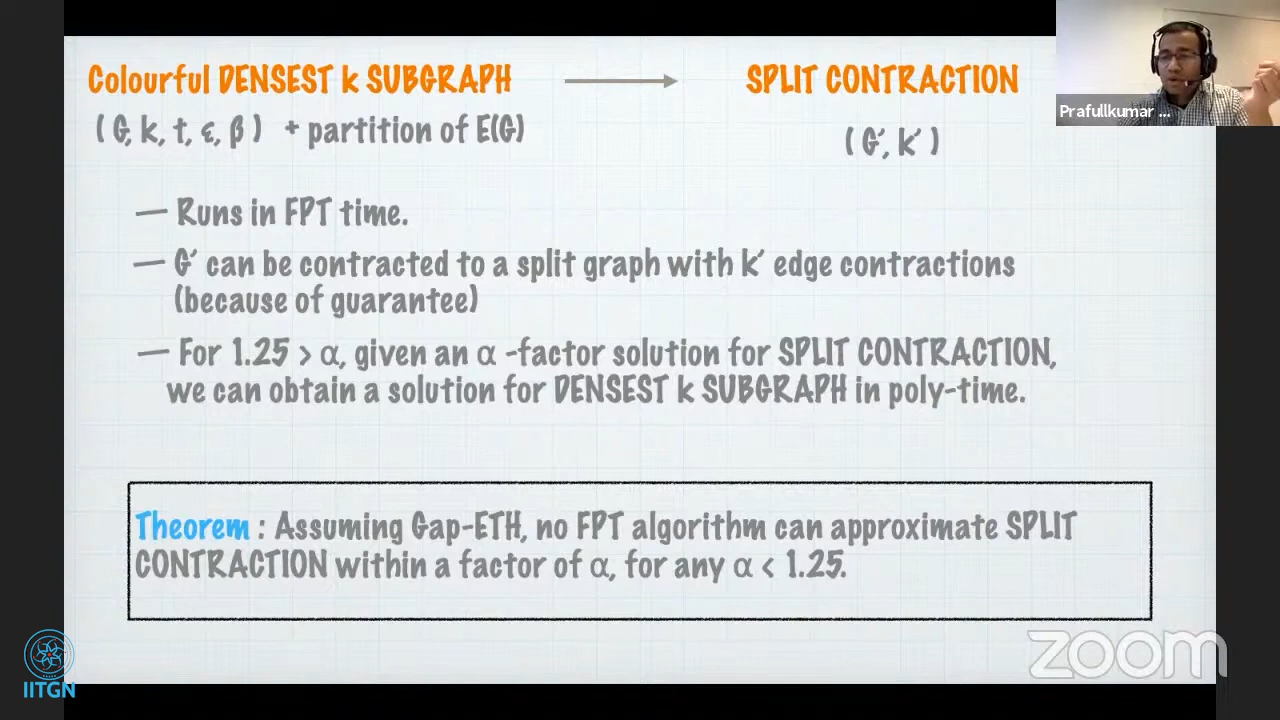 Colourful DENSEST k SUBGRAPH
SPLIT CONTRACTION
( G, k, t, ε, β ) + partition of E(G)
( G′, k′ )
— Runs in FPT time.
— G′ can be contracted to a split graph with k′ edge contractions
(because of guarantee)
— For 1.25 > α, given an α -factor solution for SPLIT CONTRACTION,
we can obtain a solution for DENSEST k SUBGRAPH in poly-time.
Theorem : Assuming Gap-ETH, no FPT algorithm can approximate SPLIT
CONTRACTION within a factor of α, for any α < 1.25.
Prafullkumar ...
zoom
IITGN